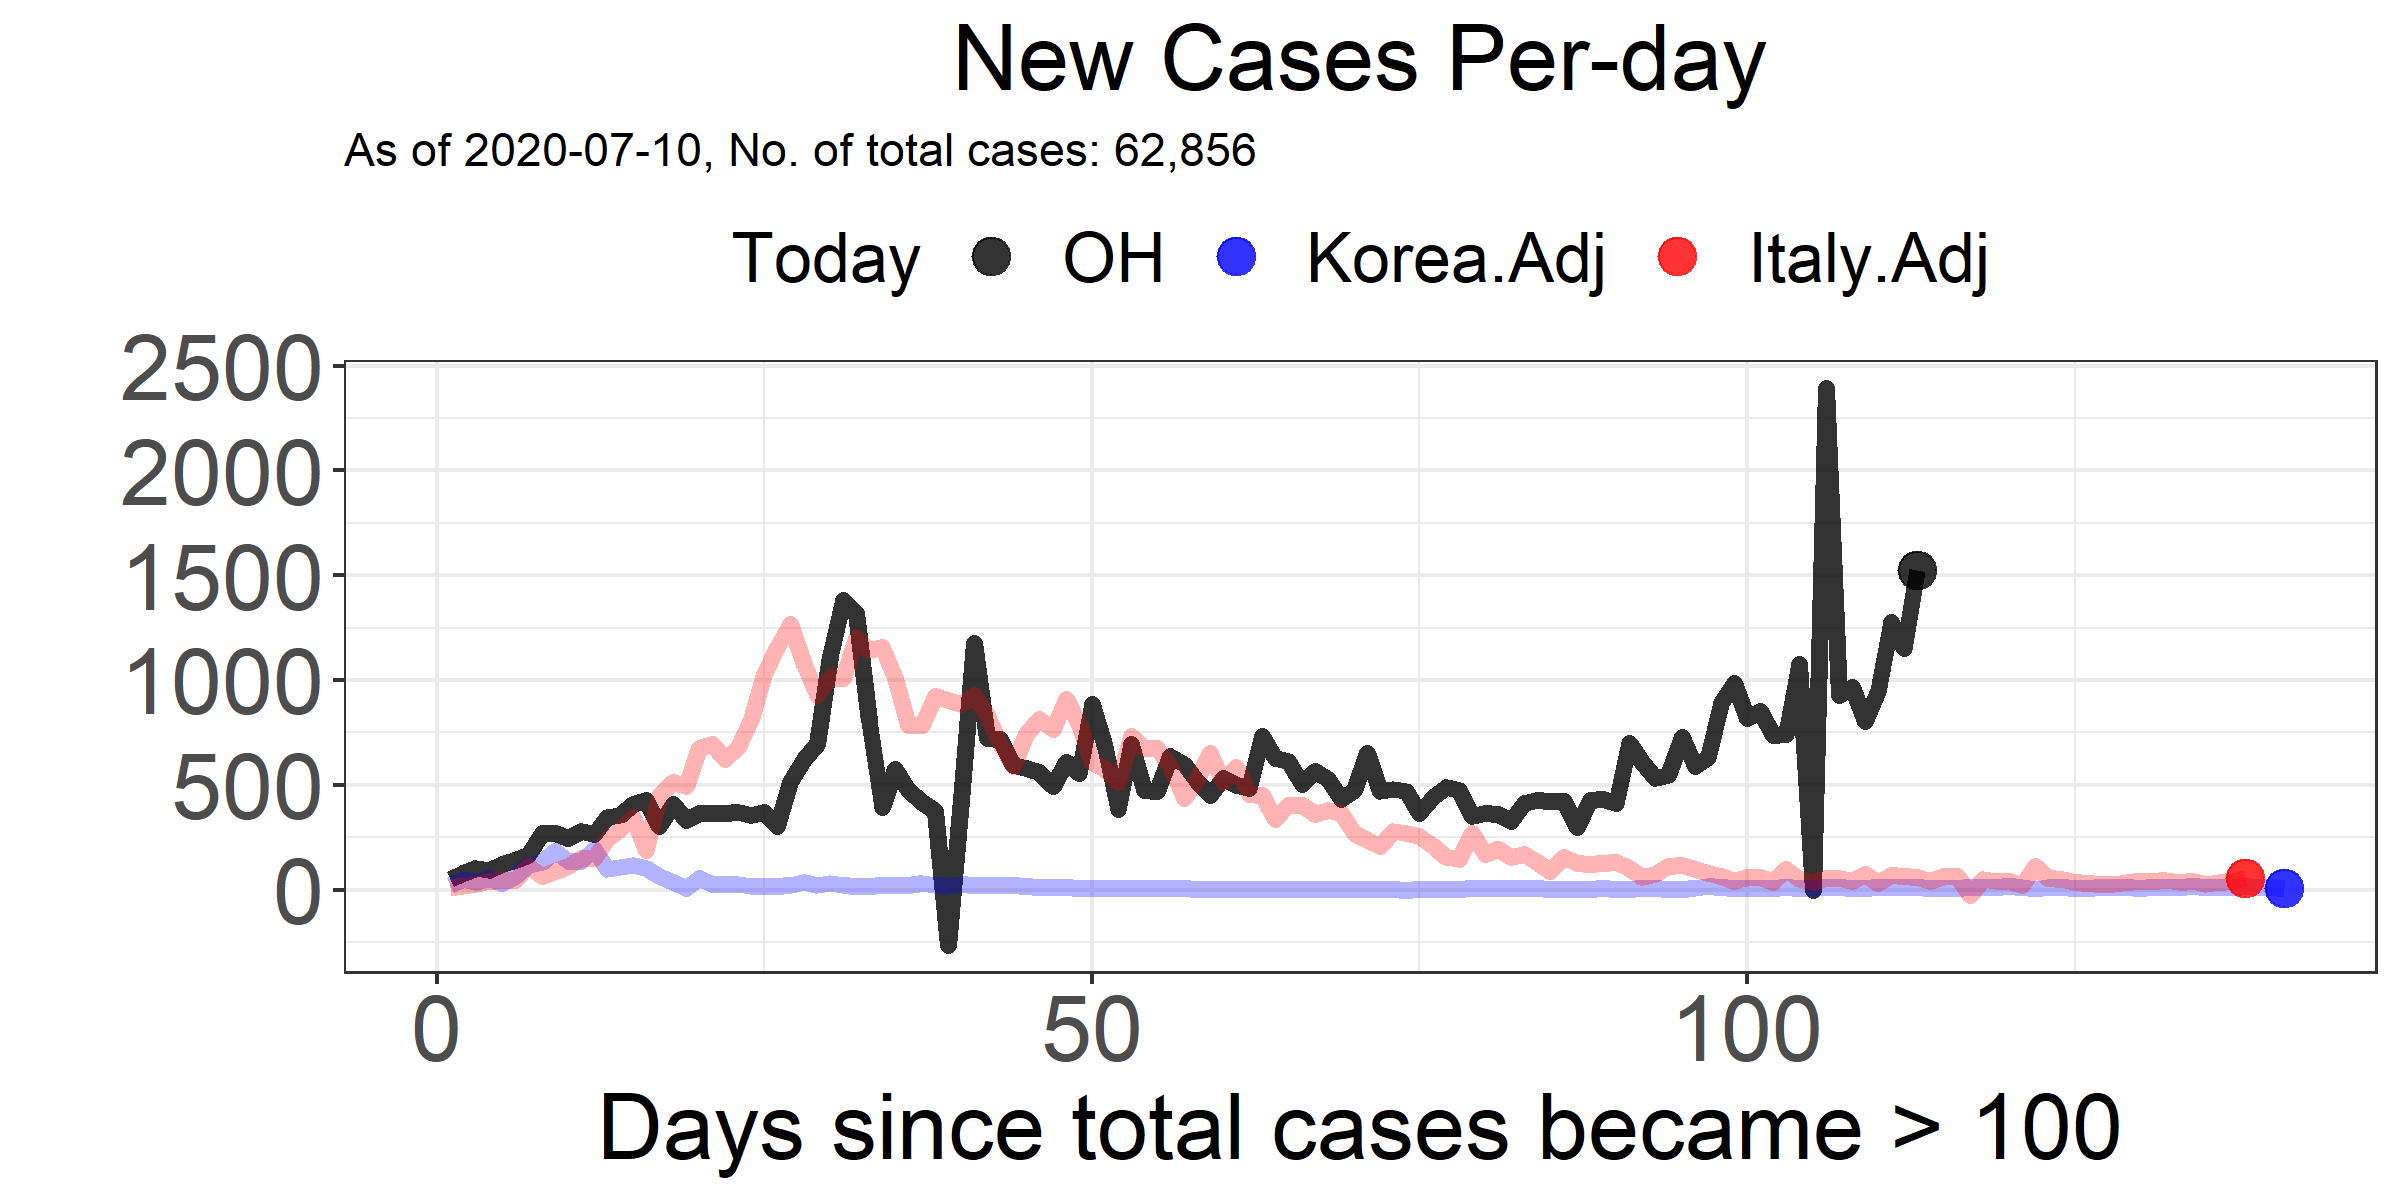 New Cases Per-day
As of 2020-07-10, No. of total cases: 62,856
Today OH Korea.Adj Italy.Adj
2500
2000
1500
1000
500
0
0 50 100
Days since total cases became > 100